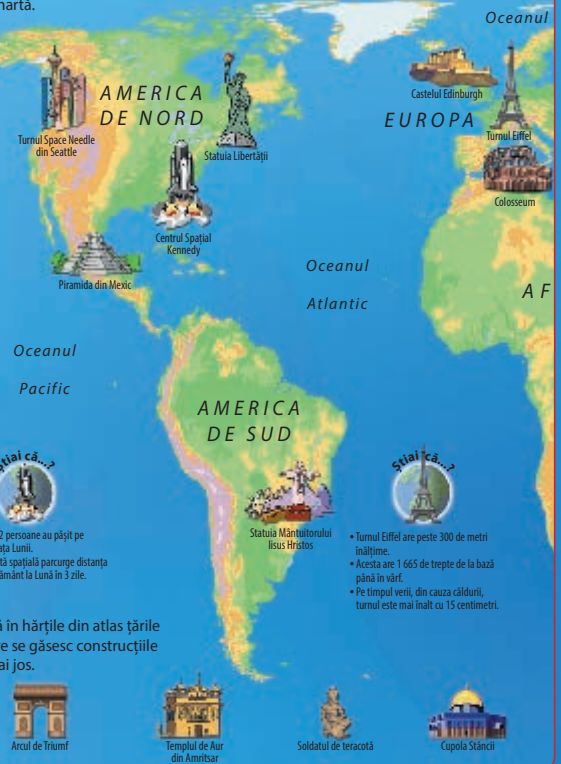 hartă.
Oceanul
AMERICA
DE NORD
EUROPA
Castelul Edinburgh
Turnul Eiffel
Turnul Space Needle
din Seattle
Statuia Libertății
Colosseum
Centrul Spațial
Kennedy
Piramida din Mexic
Oceanul
Atlantic
AF
Oceanul
Pacific
AMERICA
DE SUD
Statuia Mântuitorului
Iisus Hristos
Știai că...?
2 persoane au pășit pe
ața Lunii.
tă spațială parcurge distanța
ământ la Lună în 3 zile.
Știai că...?
• Turnul Eiffel are peste 300 de metri
înălțime.
• Acesta are 1 665 de trepte de la bază
până în vârf.
• Pe timpul verii, din cauza căldurii,
turnul este mai înalt cu 15 centimetri.
ă în hărțile din atlas țările
re se găsesc construcțiile
ai jos.
Arcul de Triumf
Templul de Aur
din Amritsar
Soldatul de teracotă
Cupola Stâncii